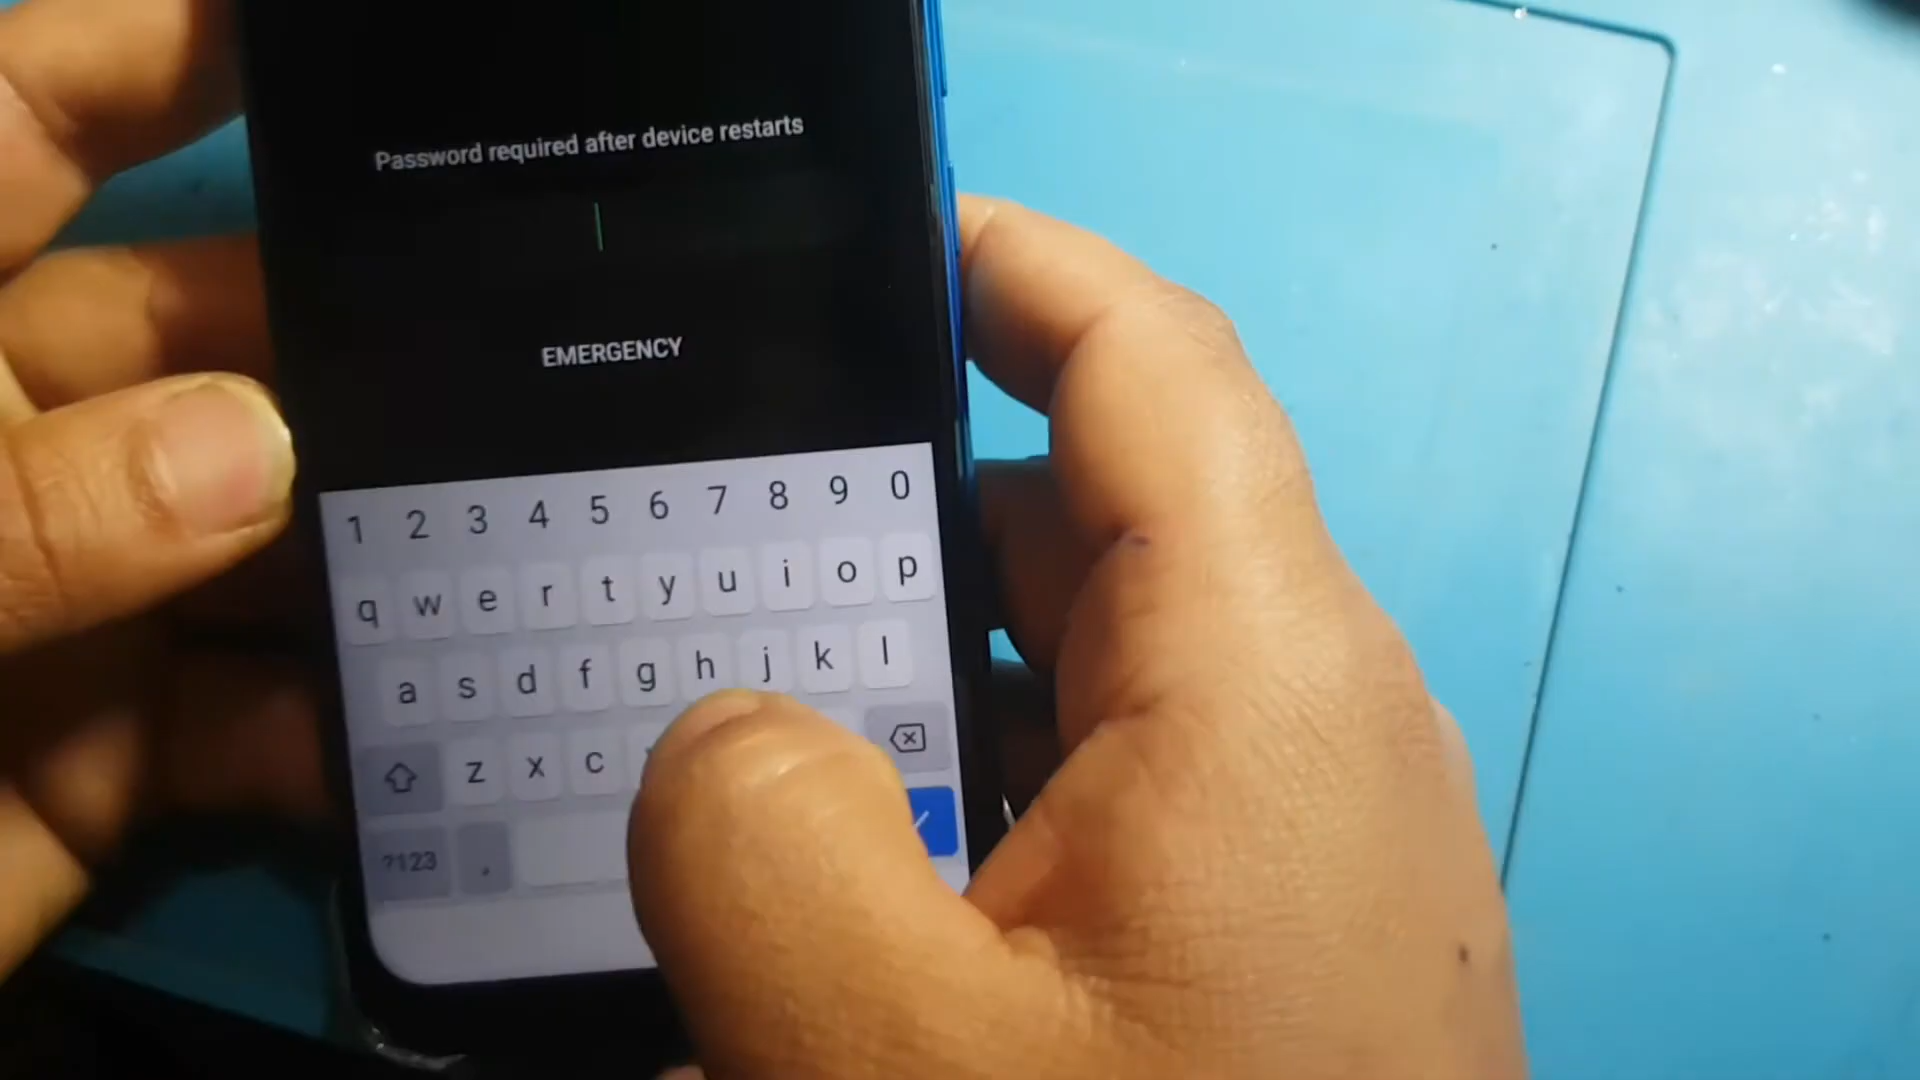 Password required after device restarts
EMERGENCY
1 2 3 4 5 6 7 8 9 0
q w e r t y u i o p
a s d f g h j k l
z x c
?123 ,